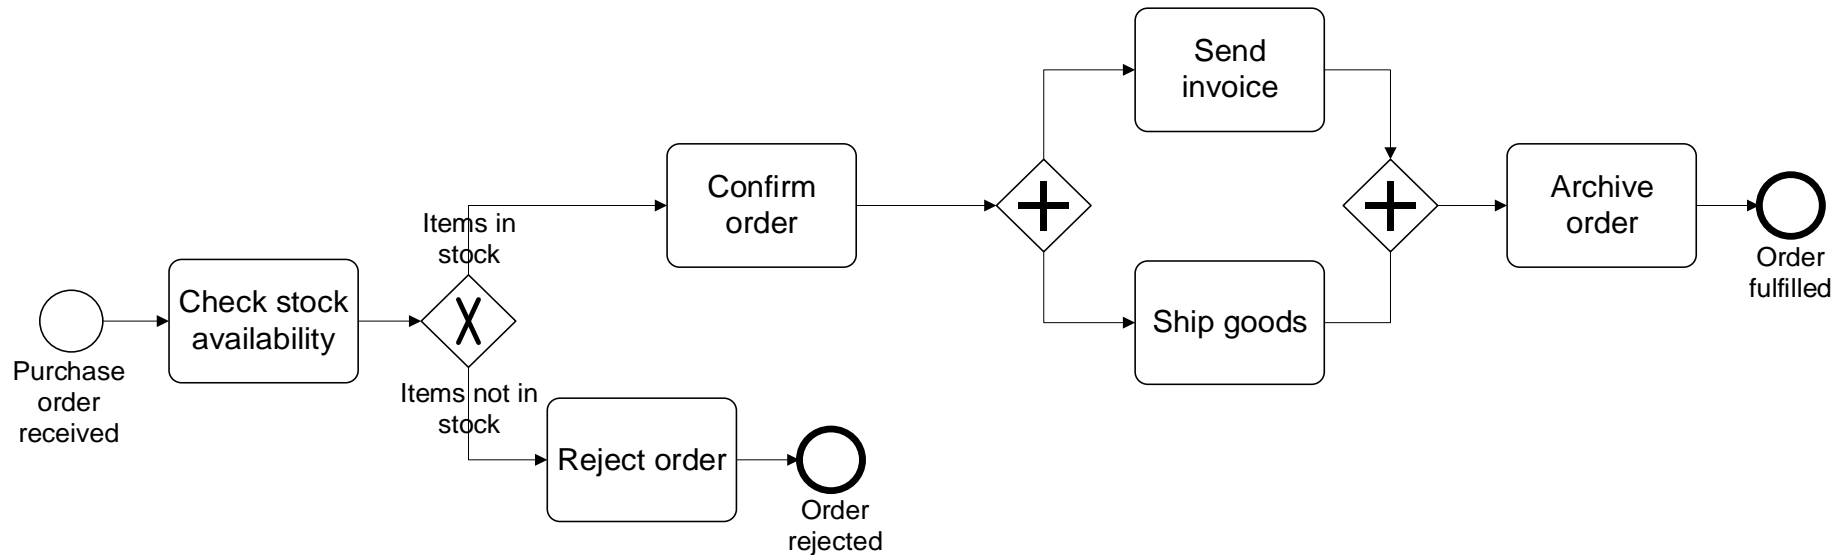 Send
invoice
Confirm
order
Archive
order
Items in
stock
Order
fulfilled
Check stock
availability
X
Ship goods
Purchase
order
received
Items not in
stock
Reject order
Order
rejected